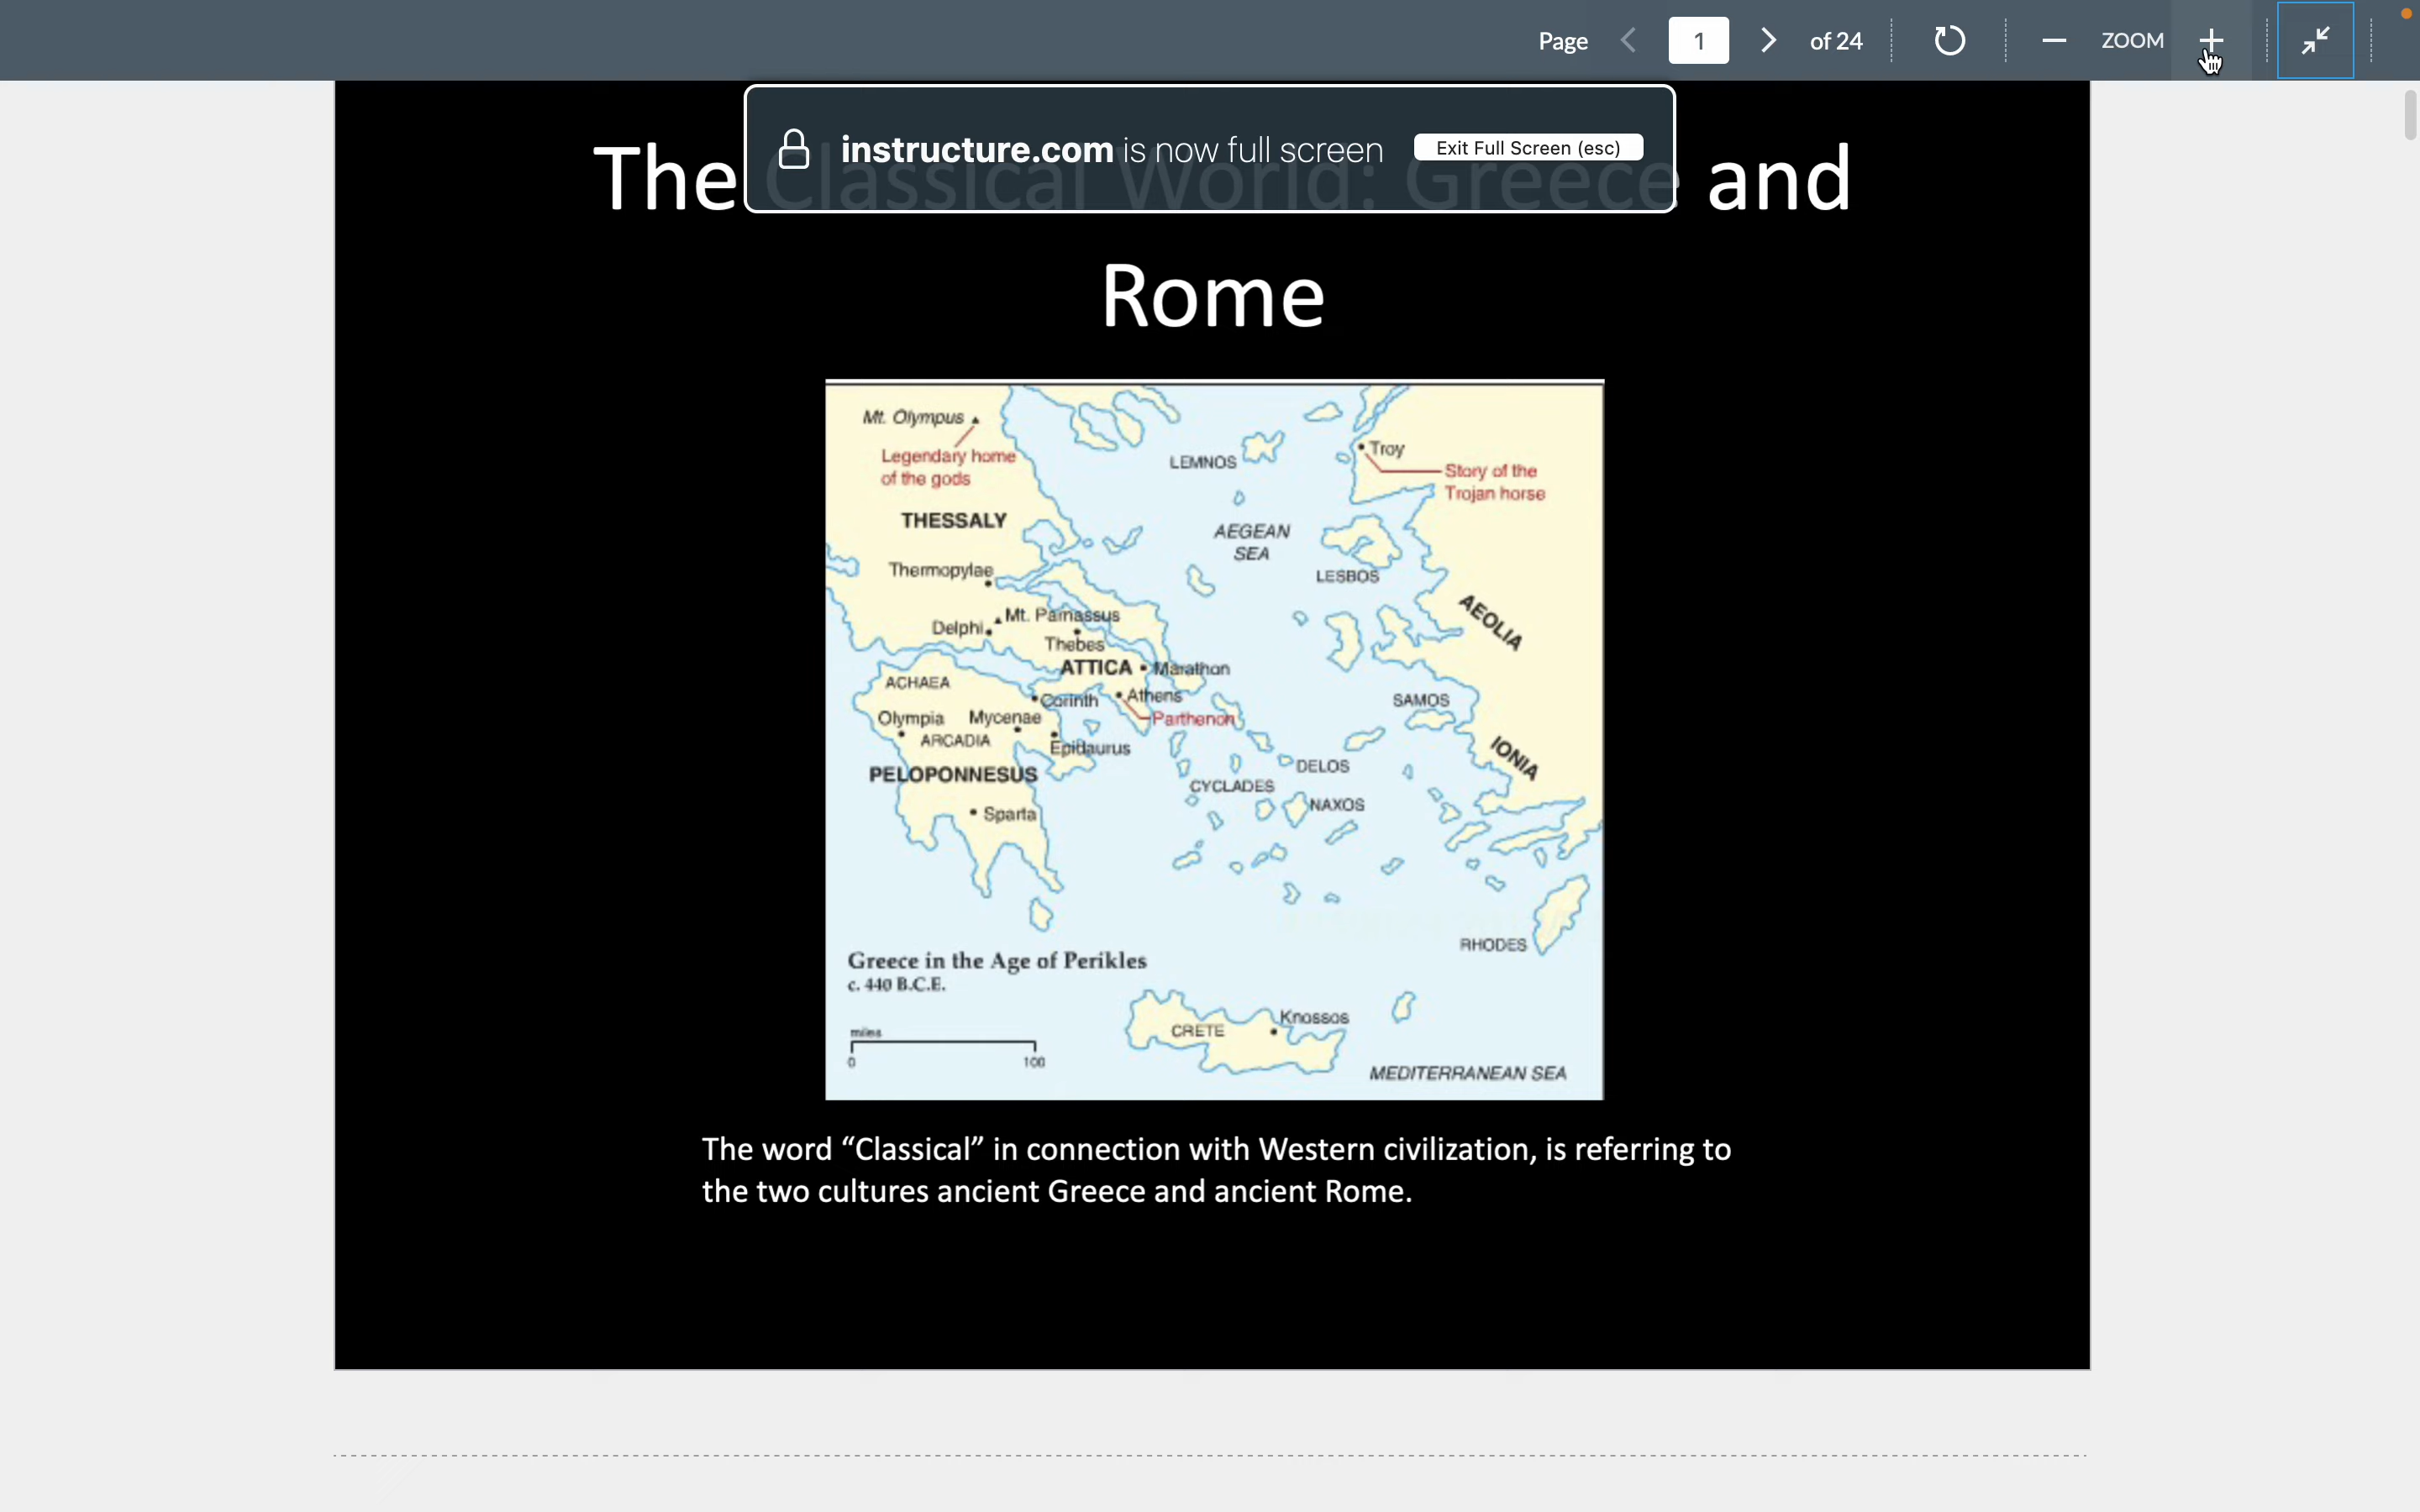 Page 1 of 24 ZOOM
instructure.com is now full screen Exit Full Screen (esc)
The Classical World: Greece and
Rome
Mt. Olympus
Legendary home
of the gods
Troy
Story of the
Trojan horse
LEMNOS
THESSALY
AEGEAN
SEA
Thermopylae
LESBOS
AEOLIA
Mt. Parnassus
Delphi
Thebes
ATTICA
Marathon
ACHAEA
Corinth
Athens
SAMOS
Olympia
Mycenae
Parthenon
ARCADIA
Epidaurus
IONIA
PELOPONNESUS
DELOS
CYCLADES
NAXOS
Sparta
RHODES
Greece in the Age of Perikles
c. 440 B.C.E.
Knossos
CRETE
miles
0 100
MEDITERRANEAN SEA
The word “Classical” in connection with Western civilization, is referring to
the two cultures ancient Greece and ancient Rome.